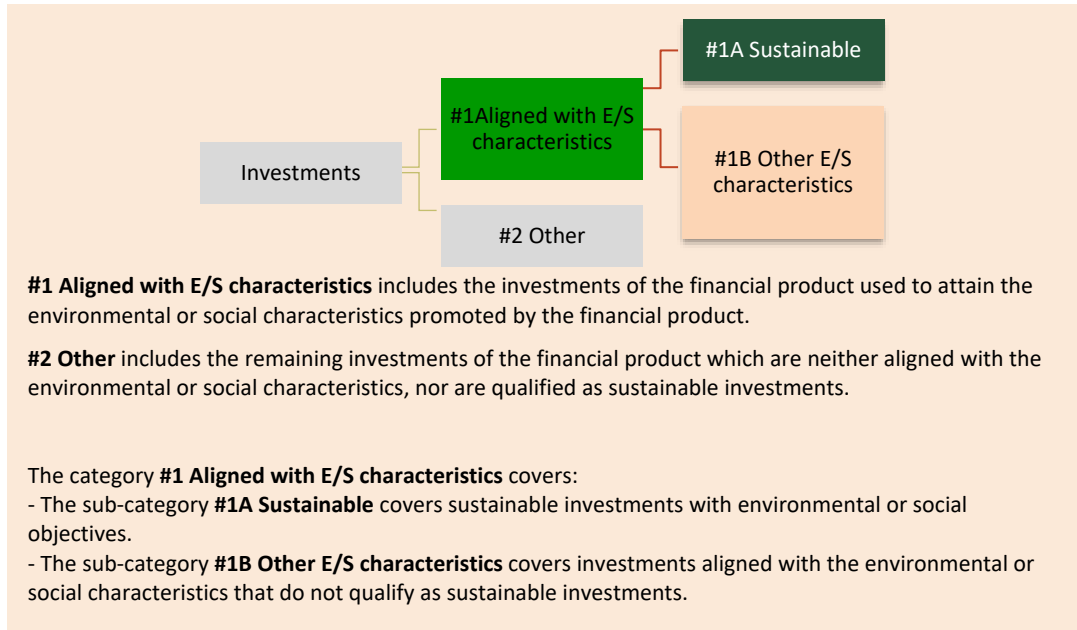 #1A Sustainable
#1Aligned with E/S
characteristics
Investments
#1B Other E/S
characteristics
#2 Other
#1 Aligned with E/S characteristics includes the investments of the financial product used to attain the
environmental or social characteristics promoted by the financial product.
#2 Other includes the remaining investments of the financial product which are neither aligned with the
environmental or social characteristics, nor are qualified as sustainable investments.
The category #1 Aligned with E/S characteristics covers:
- The sub-category #1A Sustainable covers sustainable investments with environmental or social
objectives.
- The sub-category #1B Other E/S characteristics covers investments aligned with the environmental or
social characteristics that do not qualify as sustainable investments.